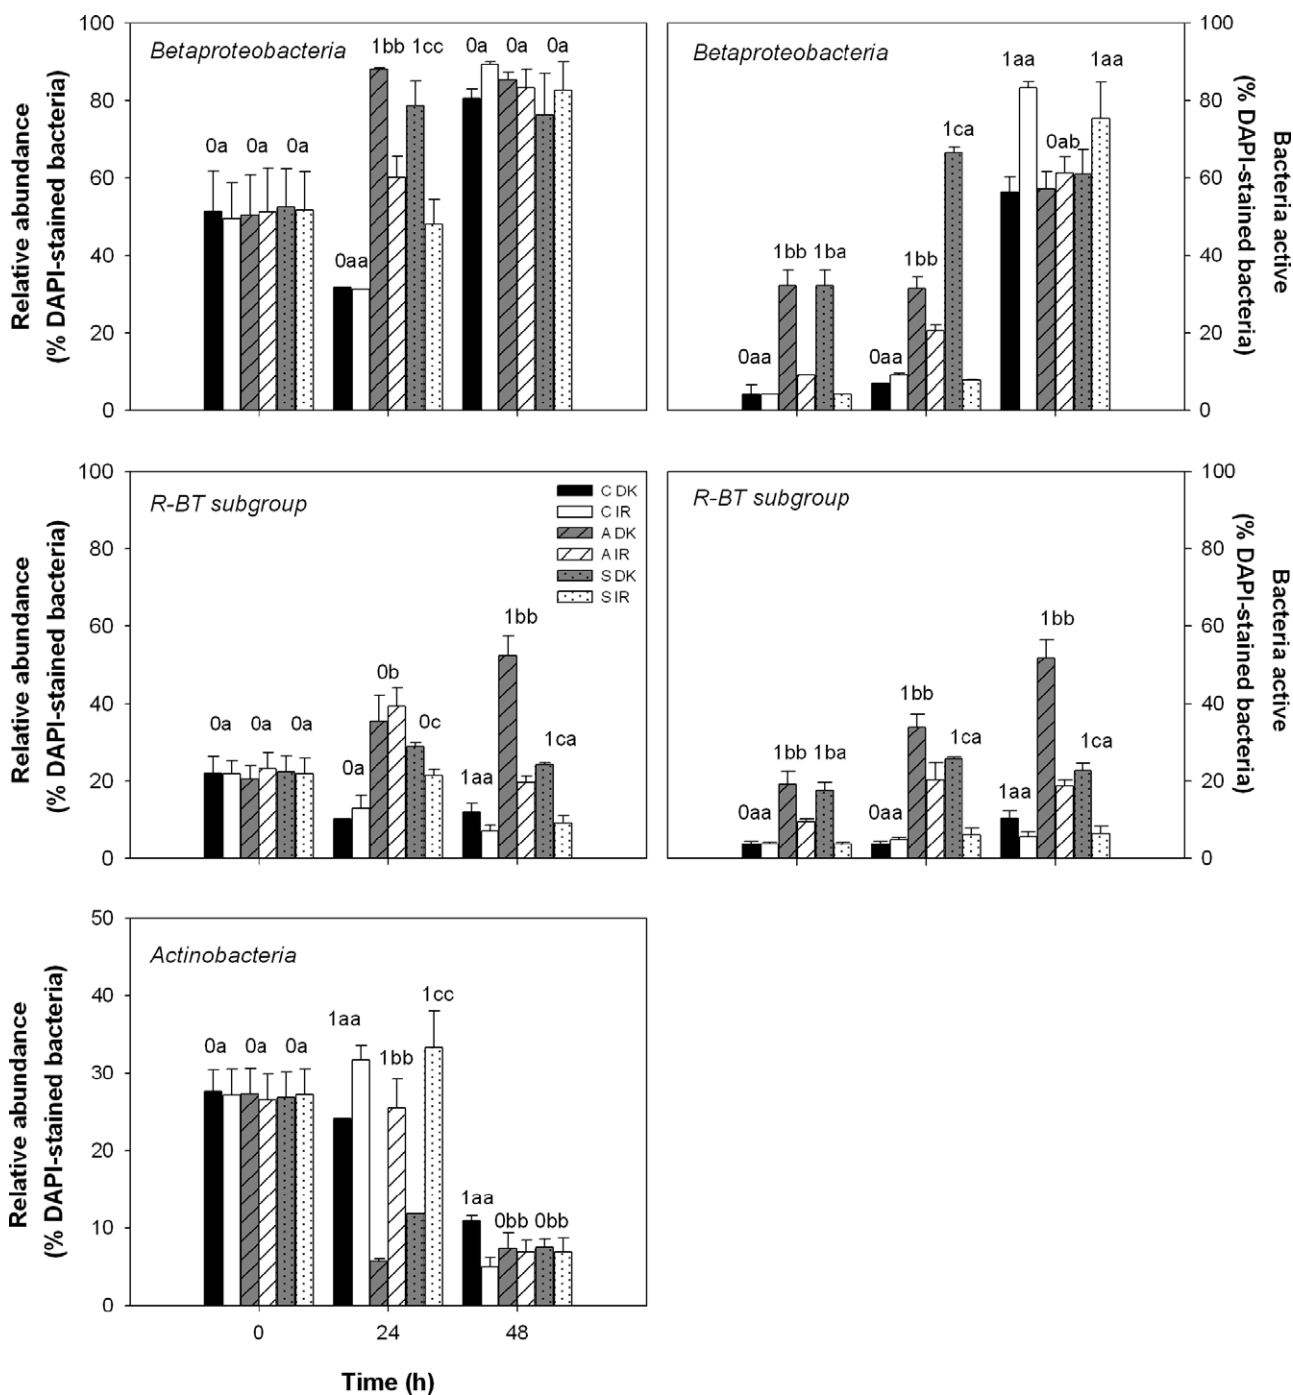 Betaproteobacteria
Relative abundance
(% DAPI-stained bacteria)
100
80
60
40
20
0
0a 0a 0a
0aa
1bb 1cc
0a 0a 0a
Betaproteobacteria
Bacteria active
(% DAPI-stained bacteria)
100
80
60
40
20
0
0aa
1bb 1ba
0aa
1bb
1ca
1aa
0ab
1aa
R-BT subgroup
Relative abundance
(% DAPI-stained bacteria)
100
80
60
40
20
0
C DK
C IR
A DK
A IR
S DK
S IR
0a 0a 0a
0a
0b
0c
1aa
1bb
1ca
R-BT subgroup
Bacteria active
(% DAPI-stained bacteria)
100
80
60
40
20
0
0aa
1bb 1ba
0aa
1bb
1ca
1aa
1bb
1ca
Actinobacteria
Relative abundance
(% DAPI-stained bacteria)
50
40
30
20
10
0
0a 0a 0a
1aa
1bb
1cc
1aa
0bb 0bb
0 24 48
Time (h)